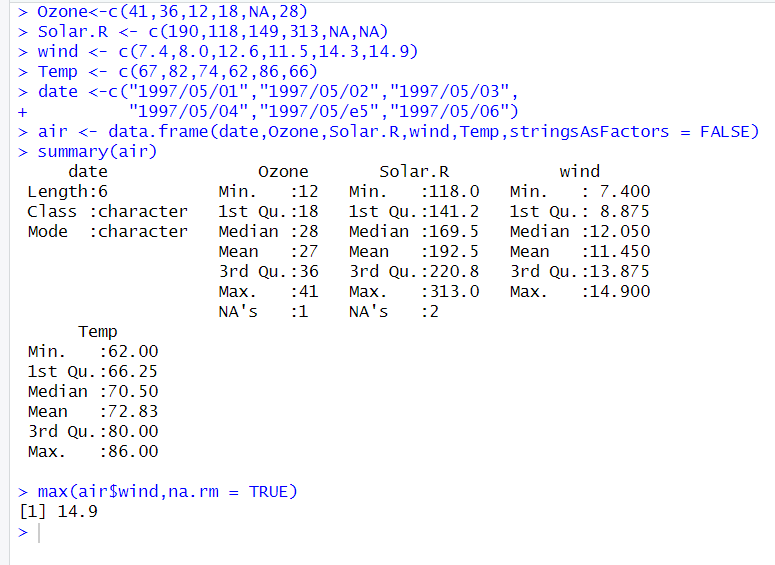 > Ozone<-c(41,36,12,18,NA,28)
> Solar.R <- c(190,118,149,313,NA,NA)
> wind <- c(7.4,8.0,12.6,11.5,14.3,14.9)
> Temp <- c(67,82,74,62,86,66)
> date <-c("1997/05/01","1997/05/02","1997/05/03",
+          "1997/05/04","1997/05/e5","1997/05/06")
> air <- data.frame(date,Ozone,Solar.R,wind,Temp,stringsAsFactors = FALSE)
> summary(air)
     date               Ozone       Solar.R           wind
 Length:6           Min.   :12   Min.   :118.0   Min.   : 7.400
 Class :character   1st Qu.:18   1st Qu.:141.2   1st Qu.: 8.875
 Mode  :character   Median :28   Median :169.5   Median :12.050
                    Mean   :27   Mean   :192.5   Mean   :11.450
                    3rd Qu.:36   3rd Qu.:220.8   3rd Qu.:13.875
                    Max.   :41   Max.   :313.0   Max.   :14.900
                    NA's   :1    NA's   :2
      Temp
 Min.   :62.00
 1st Qu.:66.25
 Median :70.50
 Mean   :72.83
 3rd Qu.:80.00
 Max.   :86.00
> max(air$wind,na.rm = TRUE)
[1] 14.9
>